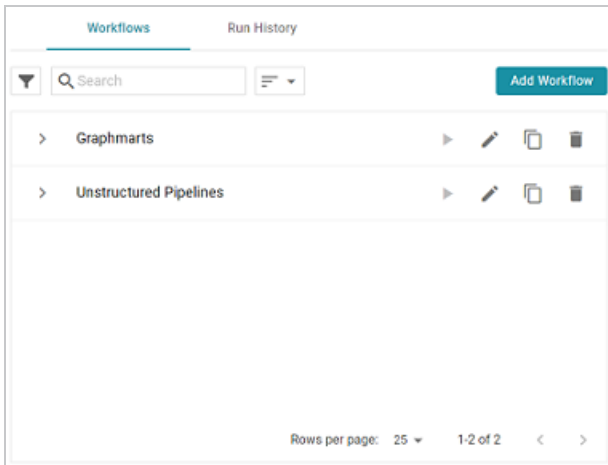 Workflows Run History
Search Add Workflow
Graphmarts
Unstructured Pipelines
Rows per page: 25 1-2 of 2